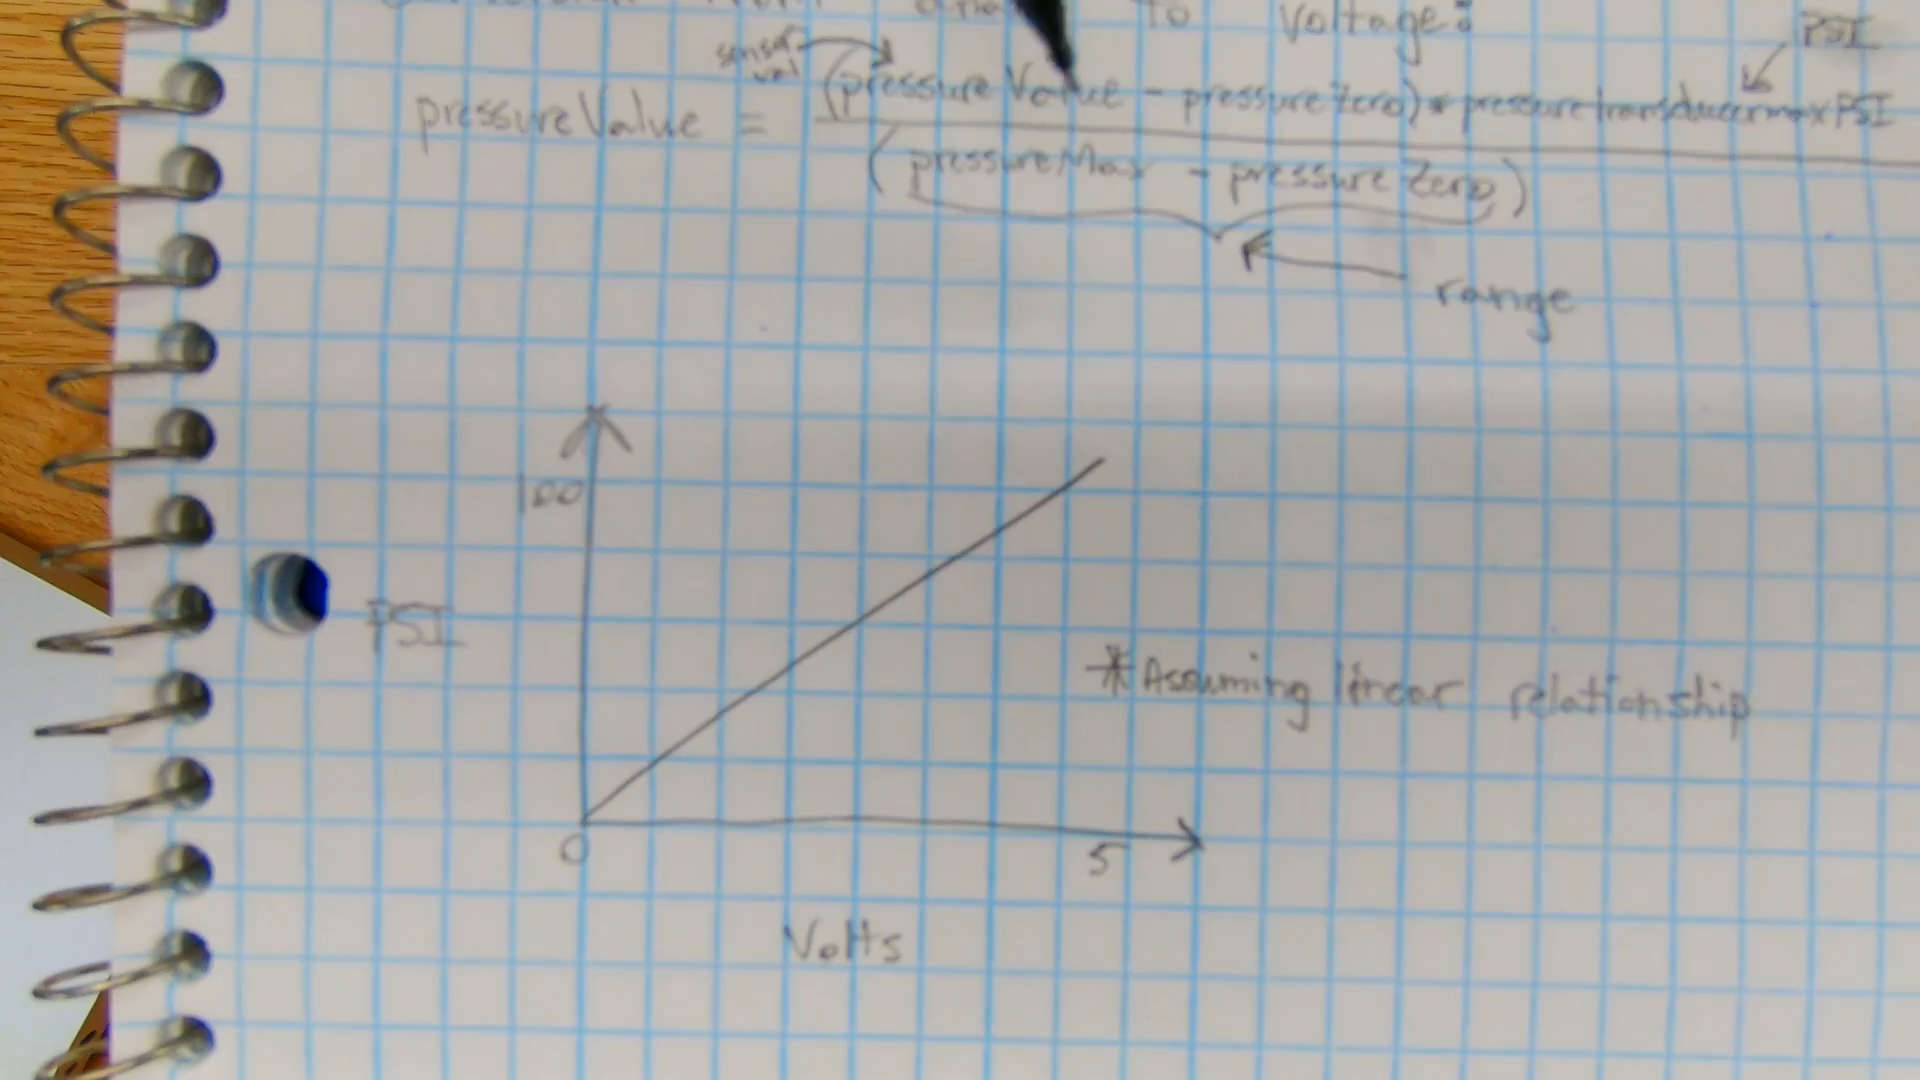 to voltage:
PSI
sensor val
pressureValue = (pressureValue - pressureZero) * pressuretransducermaxPSI
(pressureMax - pressureZero)
range
100
PSI
*Assuming linear relationship
0 5
Volts